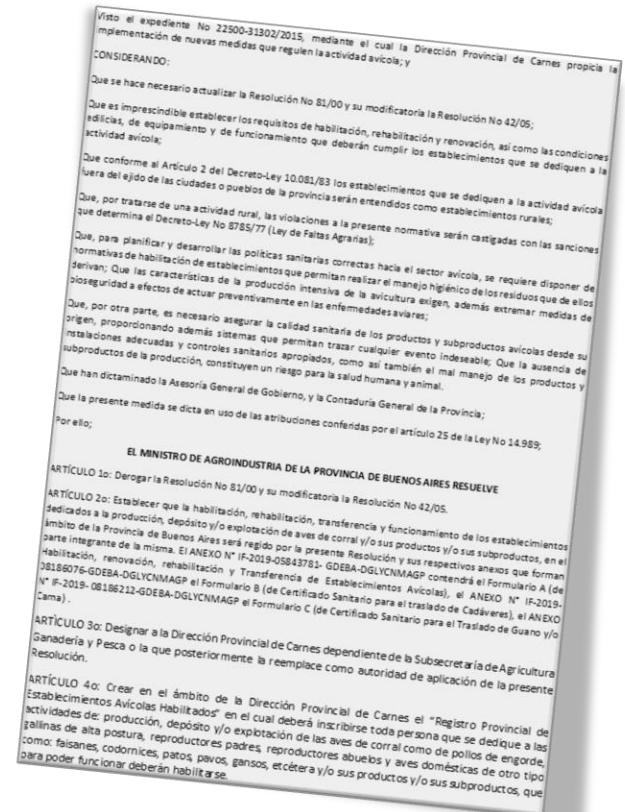 Visto el expediente No 22500-31302/2015, mediante el cual la Dirección Provincial de Carnes propicia la
implementación de nuevas medidas que regulen la actividad avícola; y
CONSIDERANDO:
Que se hace necesario actualizar la Resolución No 81/00 y su modificatoria la Resolución No 42/05;
Que es imprescindible establecer los requisitos de habilitación, rehabilitación y renovación, así como las condiciones
edilicias, de equipamiento y de funcionamiento que deberán cumplir los establecimientos que se dediquen a la
actividad avícola;
Que conforme al Artículo 2 del Decreto-Ley 10.081/83 los establecimientos que se dediquen a la actividad avícola
fuera del ejido de las ciudades o pueblos de la provincia serán entendidos como establecimientos rurales;
Que, por tratarse de una actividad rural, las violaciones a la presente normativa serán castigadas con las sanciones
que determina el Decreto-Ley No 8785/77 (Ley de Faltas Agrarias);
Que, para planificar y desarrollar las políticas sanitarias correctas hacia el sector avícola, se requiere disponer de
normativas de habilitación de establecimientos que permitan realizar el manejo higiénico de los residuos que de ellos
derivan; Que las características de la producción intensiva de la avicultura exigen, además extremar medidas de
bioseguridad a efectos de actuar preventivamente en las enfermedades aviares;
Que, por otra parte, es necesario asegurar la calidad sanitaria de los productos y subproductos avícolas desde su
origen, proporcionando además sistemas que permitan trazar cualquier evento indeseable; Que la ausencia de
instalaciones adecuadas y controles sanitarios apropiados, como así también el mal manejo de los productos y
subproductos de la producción, constituyen un riesgo para la salud humana y animal.
Que han dictaminado la Asesoría General de Gobierno, y la Contaduría General de la Provincia;
Que la presente medida se dicta en uso de las atribuciones conferidas por el artículo 25 de la Ley No 14.989;
Por ello;
EL MINISTRO DE AGROINDUSTRIA DE LA PROVINCIA DE BUENOS AIRES RESUELVE
ARTÍCULO 1o: Derogar la Resolución No 81/00 y su modificatoria la Resolución No 42/05.
ARTÍCULO 2o: Establecer que la habilitación, rehabilitación, transferencia y funcionamiento de los establecimientos
dedicados a la producción, depósito y/o explotación de aves de corral y/o sus productos y/o sus subproductos, en el
ámbito de la Provincia de Buenos Aires será regido por la presente Resolución y sus respectivos anexos que forman
parte integrante de la misma. El ANEXO N° IF-2019-05843781- GDEBA-DGLYCNMAGP contendrá el Formulario A (de
Habilitación, renovación, rehabilitación y Transferencia de Establecimientos Avícolas), el ANEXO N° IF-2019-
08186076-GDEBA-DGLYCNMAGP el Formulario B (de Certificado Sanitario para el traslado de Cadáveres), el ANEXO
N° IF-2019- 08186212-GDEBA-DGLYCNMAGP el Formulario C (de Certificado Sanitario para el Traslado de Guano y/o
Cama) .
ARTÌCULO 3o: Designar a la Dirección Provincial de Carnes dependiente de la Subsecretaría de Agricultura
Ganadería y Pesca o la que posteriormente la reemplace como autoridad de aplicación de la presente
Resolución.
ARTÍCULO 4o: Crear en el ámbito de la Dirección Provincial de Carnes el "Registro Provincial de
Establecimientos Avícolas Habilitados" en el cual deberá inscribirse toda persona que se dedique a las
actividades de: producción, depósito y/o explotación de las aves de corral como de pollos de engorde,
gallinas de alta postura, reproductores padres, reproductores abuelos y aves domésticas de otro tipo
como: faisanes, codornices, patos, pavos, gansos, etcétera y/o sus productos y/o sus subproductos, que
para poder funcionar deberán habilitarse.